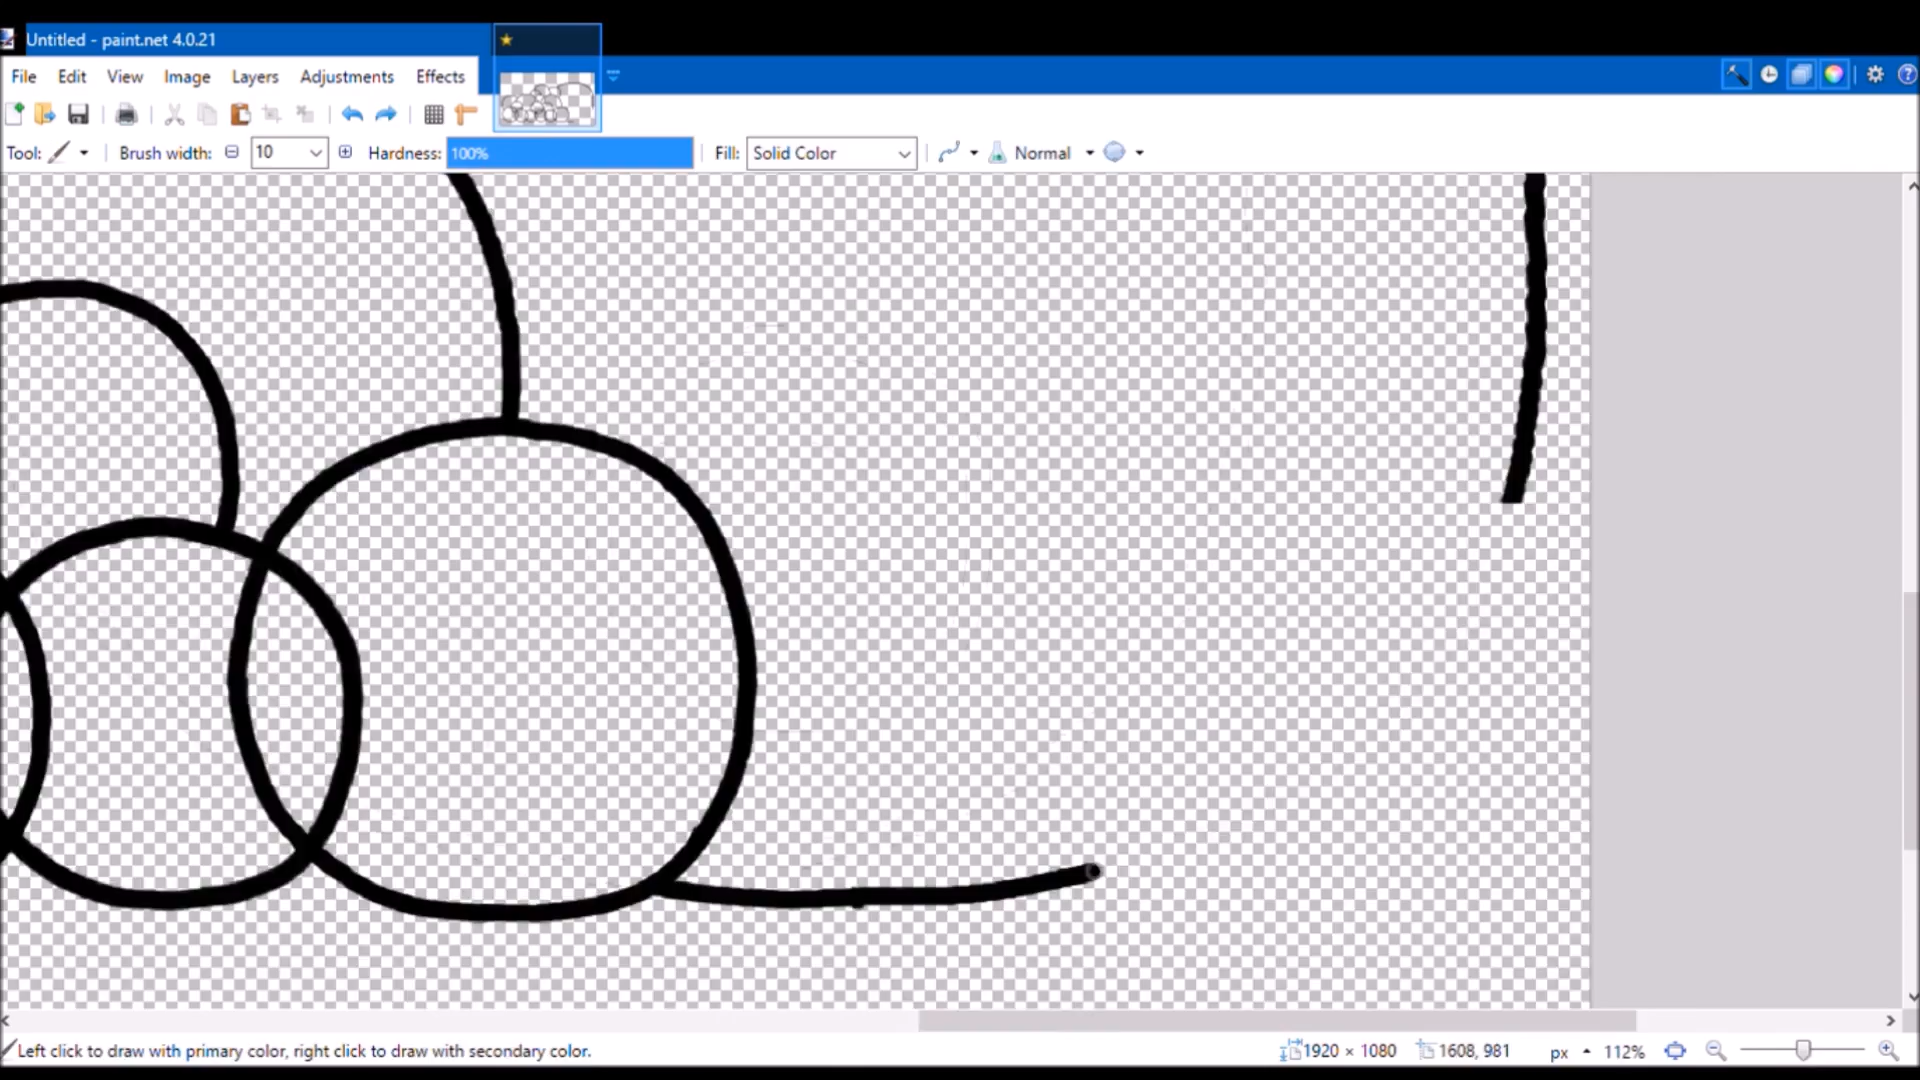 Untitled - paint.net 4.0.21
File Edit View Image Layers Adjustments Effects
Tool: Brush width: 10 Hardness: 100% Fill: Solid Color Normal
Left click to draw with primary color, right click to draw with secondary color. 1920 × 1080 1608, 981 px 112%